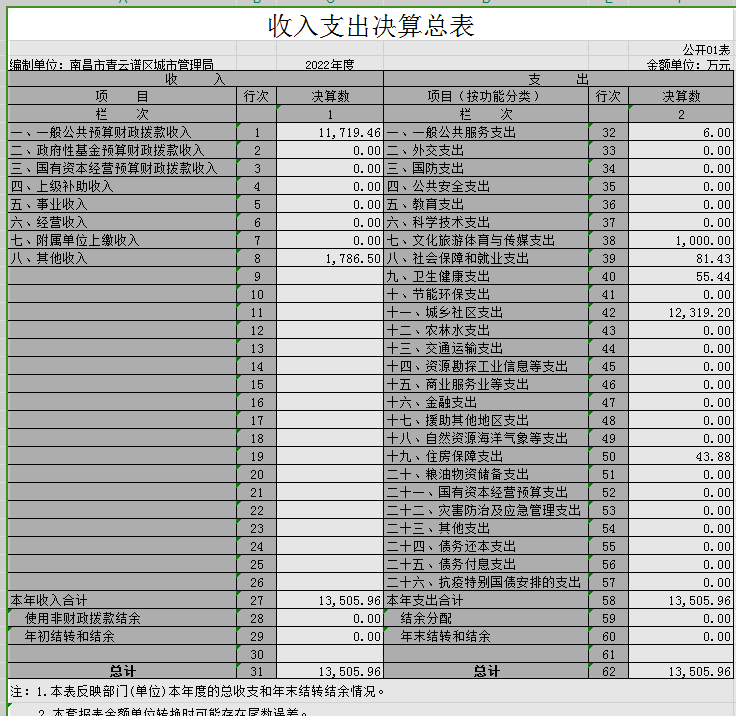 收入支出决算总表
公开01表
编制单位：南昌市青云谱区城市管理局 2022年度 金额单位：万元
收 入 支 出
项 目 行次 决算数 项目（按功能分类） 行次 决算数
栏 次 1 栏 次 2
一、一般公共预算财政拨款收入 1 11,719.46 一、一般公共服务支出 32 6.00
二、政府性基金预算财政拨款收入 2 0.00 二、外交支出 33 0.00
三、国有资本经营预算财政拨款收入 3 0.00 三、国防支出 34 0.00
四、上级补助收入 4 0.00 四、公共安全支出 35 0.00
五、事业收入 5 0.00 五、教育支出 36 0.00
六、经营收入 6 0.00 六、科学技术支出 37 0.00
七、附属单位上缴收入 7 0.00 七、文化旅游体育与传媒支出 38 1,000.00
八、其他收入 8 1,786.50 八、社会保障和就业支出 39 81.43
9 九、卫生健康支出 40 55.44
10 十、节能环保支出 41 0.00
11 十一、城乡社区支出 42 12,319.20
12 十二、农林水支出 43 0.00
13 十三、交通运输支出 44 0.00
14 十四、资源勘探工业信息等支出 45 0.00
15 十五、商业服务业等支出 46 0.00
16 十六、金融支出 47 0.00
17 十七、援助其他地区支出 48 0.00
18 十八、自然资源海洋气象等支出 49 0.00
19 十九、住房保障支出 50 43.88
20 二十、粮油物资储备支出 51 0.00
21 二十一、国有资本经营预算支出 52 0.00
22 二十二、灾害防治及应急管理支出 53 0.00
23 二十三、其他支出 54 0.00
24 二十四、债务还本支出 55 0.00
25 二十五、债务付息支出 56 0.00
26 二十六、抗疫特别国债安排的支出 57 0.00
本年收入合计 27 13,505.96 本年支出合计 58 13,505.96
使用非财政拨款结余 28 0.00 结余分配 59 0.00
年初结转和结余 29 0.00 年末结转和结余 60 0.00
30 61
总计 31 13,505.96 总计 62 13,505.96
注：1.本表反映部门(单位)本年度的总收支和年末结转结余情况。
2.本套报表金额单位转换时可能存在尾数误差。